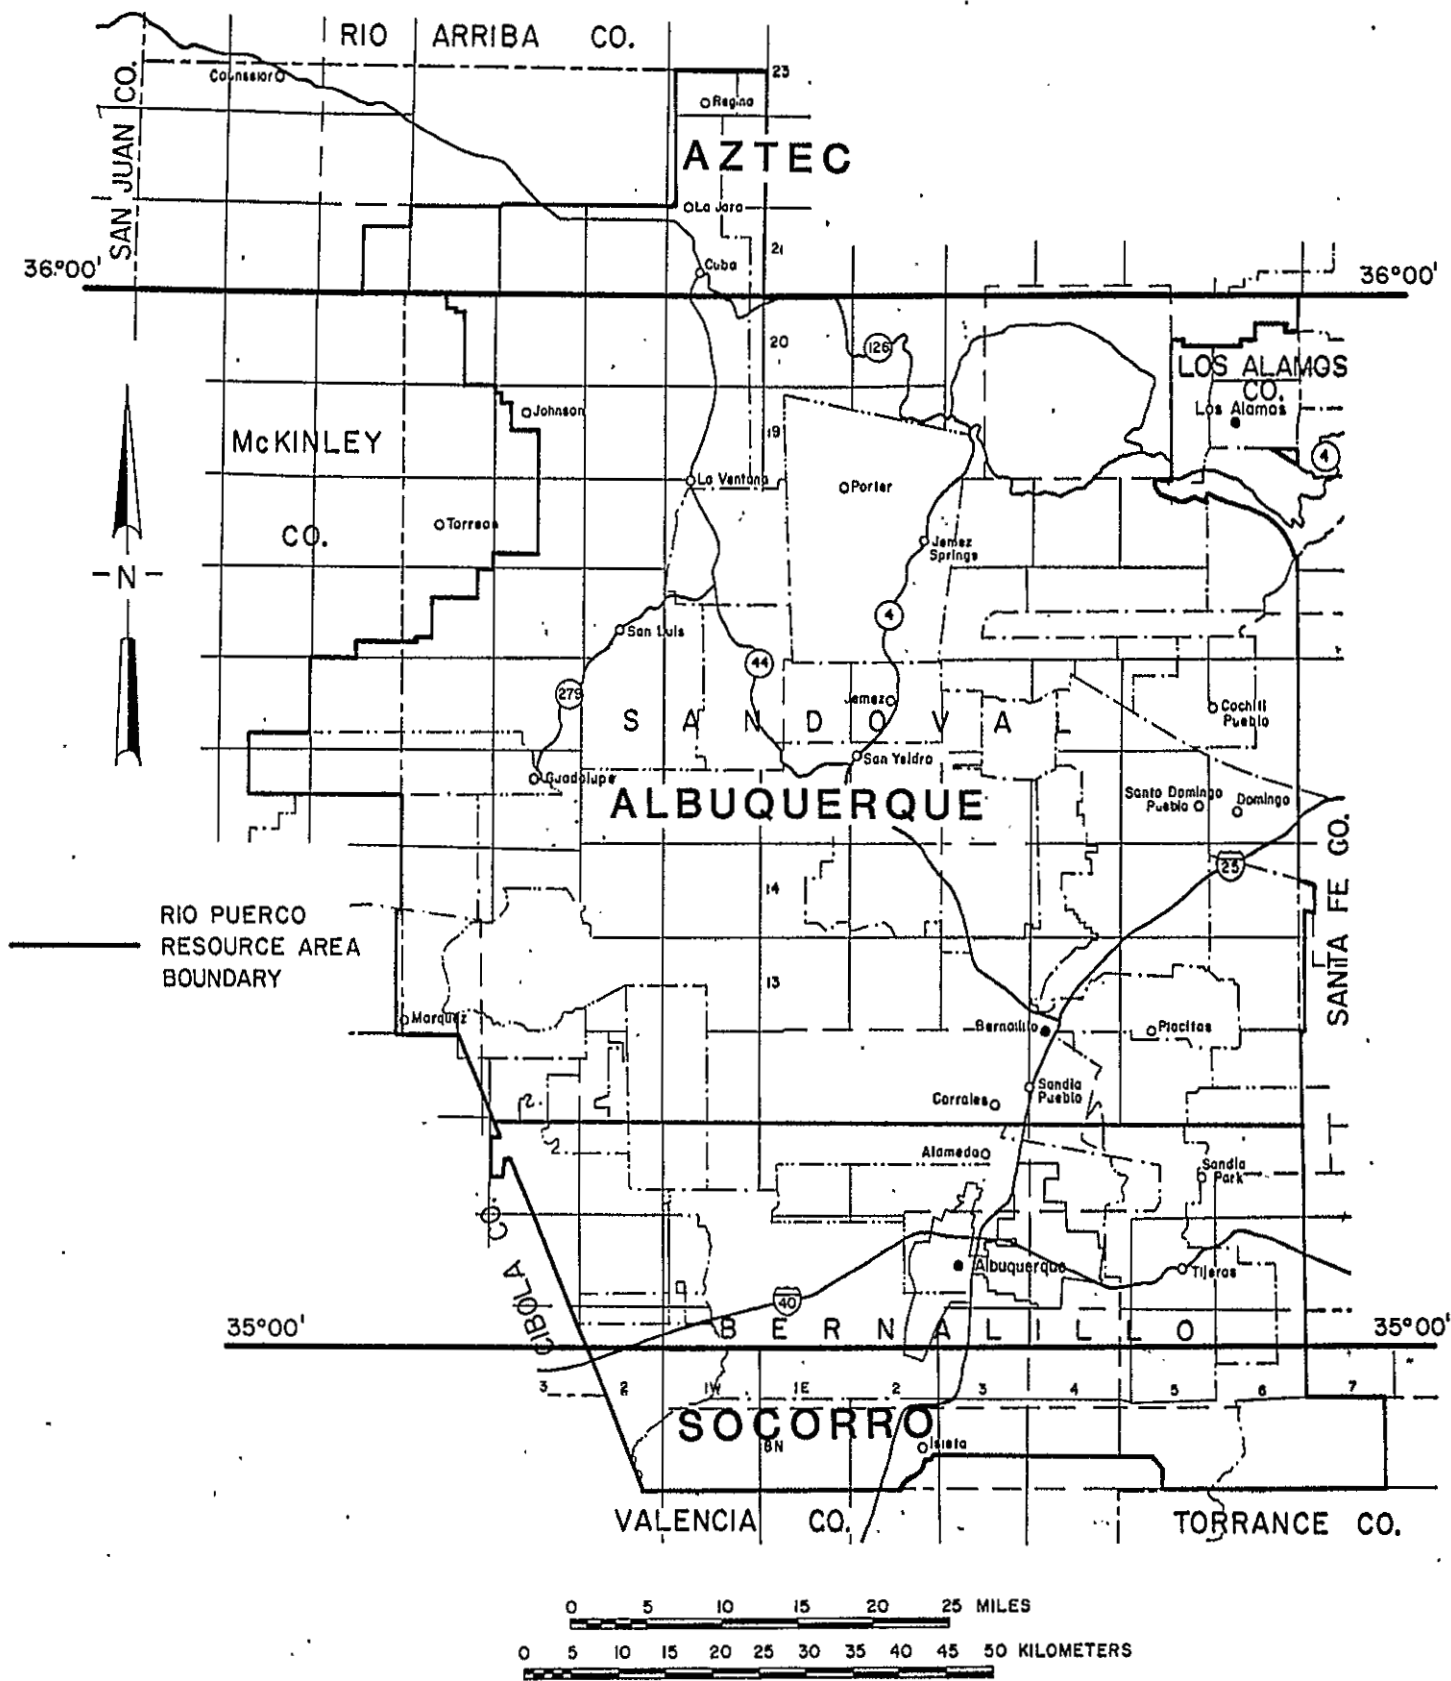 RIO ARRIBA CO.
SAN JUAN CO.
Counselor
23
Regina
AZTEC
La Jara
21
36°00'
Cuba
36°00'
20
126
LOS ALAMOS
CO.
Los Alamos
Johnson
McKINLEY
19
4
La Ventana
Porter
CO.
Torreon
Jemez
Springs
N
4
San Luis
44
279
Jemez
Cochiti
Pueblo
S A N D O V A
San Ysidro
Guadalupe
ALBUQUERQUE
Santo Domingo
Pueblo
Domingo
SANTA FE CO.
25
14
RIO PUERCO
RESOURCE AREA
BOUNDARY
13
Marquez
Bernalillo
Placitas
Sandia
Pueblo
Corrales
Alameda
Sandia
Park
CIBOLA CO.
Albuquerque
Tijeras
40
35°00'
B E R N A L I L L O
35°00'
3 2 1W 1E 2 3 4 5 6 7
SOCORRO
8N
Isleta
VALENCIA CO.
TORRANCE CO.
0 5 10 15 20 25 MILES
0 5 10 15 20 25 30 35 40 45 50 KILOMETERS